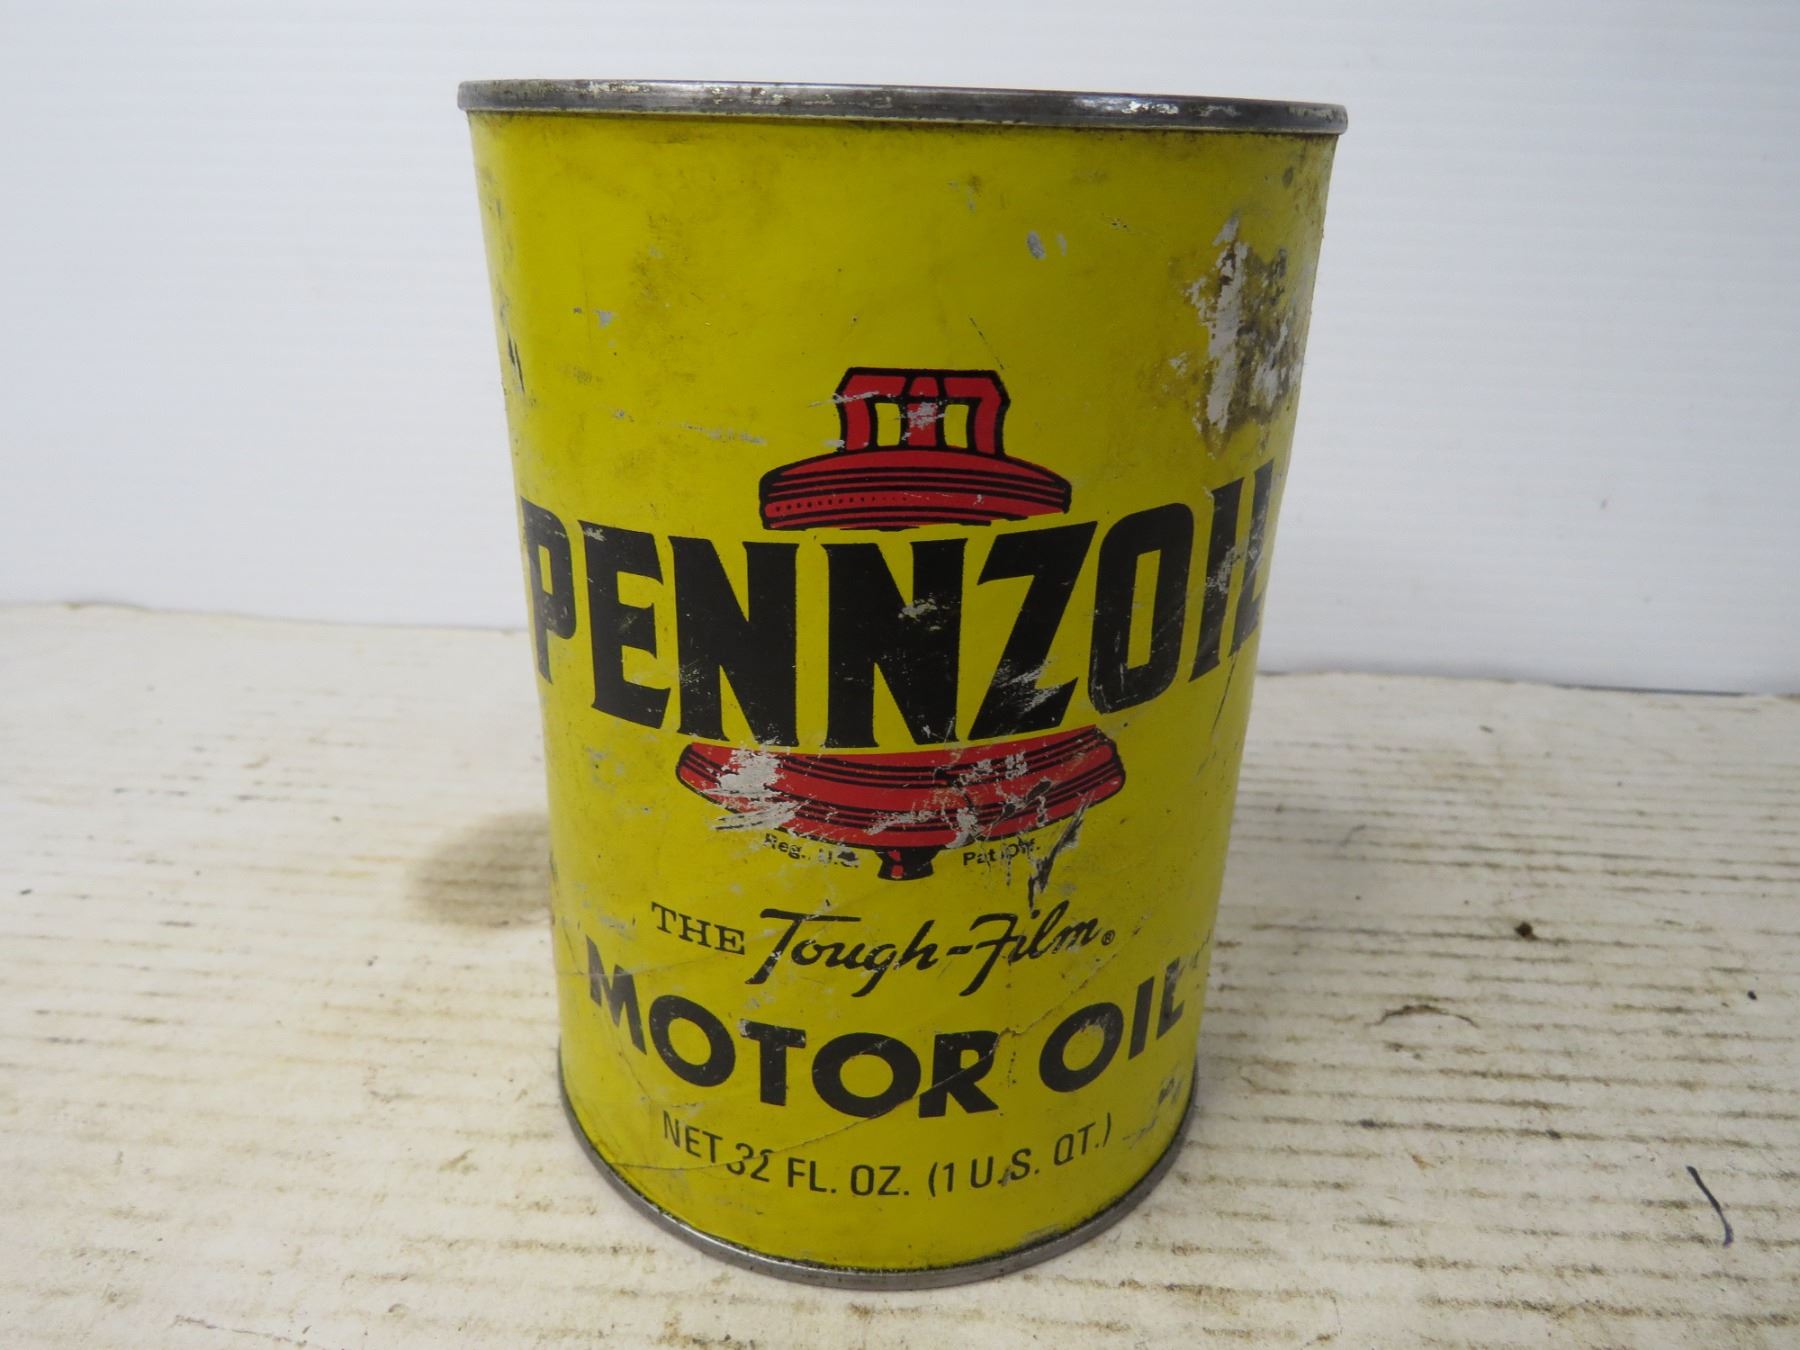 PENNZOIL
Reg. U.S. Pat. Off.
THE Tough-Film®
MOTOR OIL
NET 32 FL. OZ. (1 U.S. QT.)